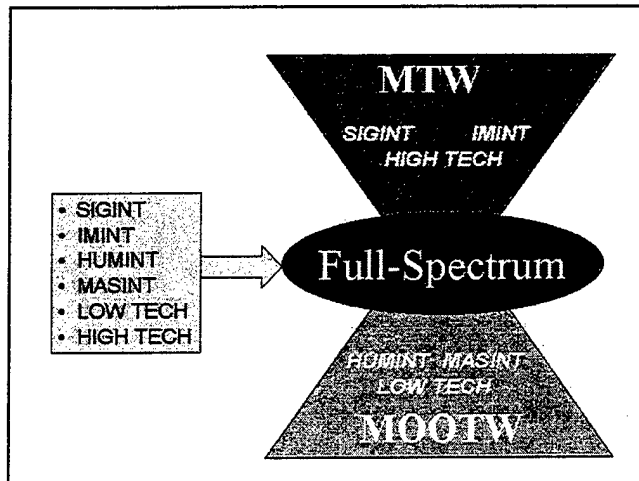 MTW
SIGINT IMINT
HIGH TECH
• SIGINT
• IMINT
• HUMINT
• MASINT
• LOW TECH
• HIGH TECH
Full-Spectrum
HUMINT MASINT
LOW TECH
MOOTW